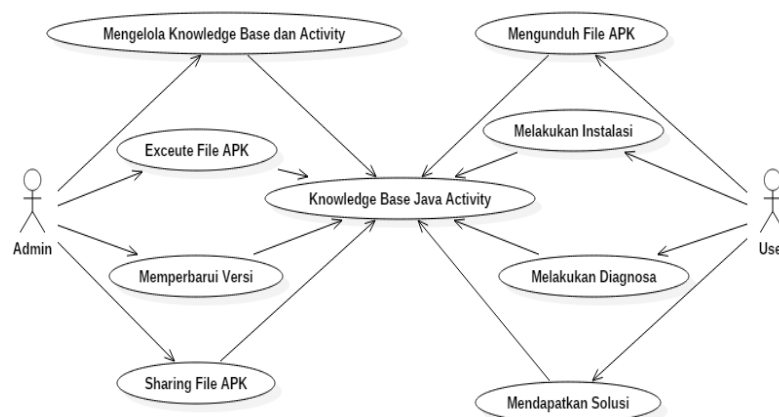 Mengelola Knowledge Base dan Activity
Mengunduh File APK
Exceute File APK
Melakukan Instalasi
Knowledge Base Java Activity
Admin
Use
Memperbarui Versi
Melakukan Diagnosa
Sharing File APK
Mendapatkan Solusi